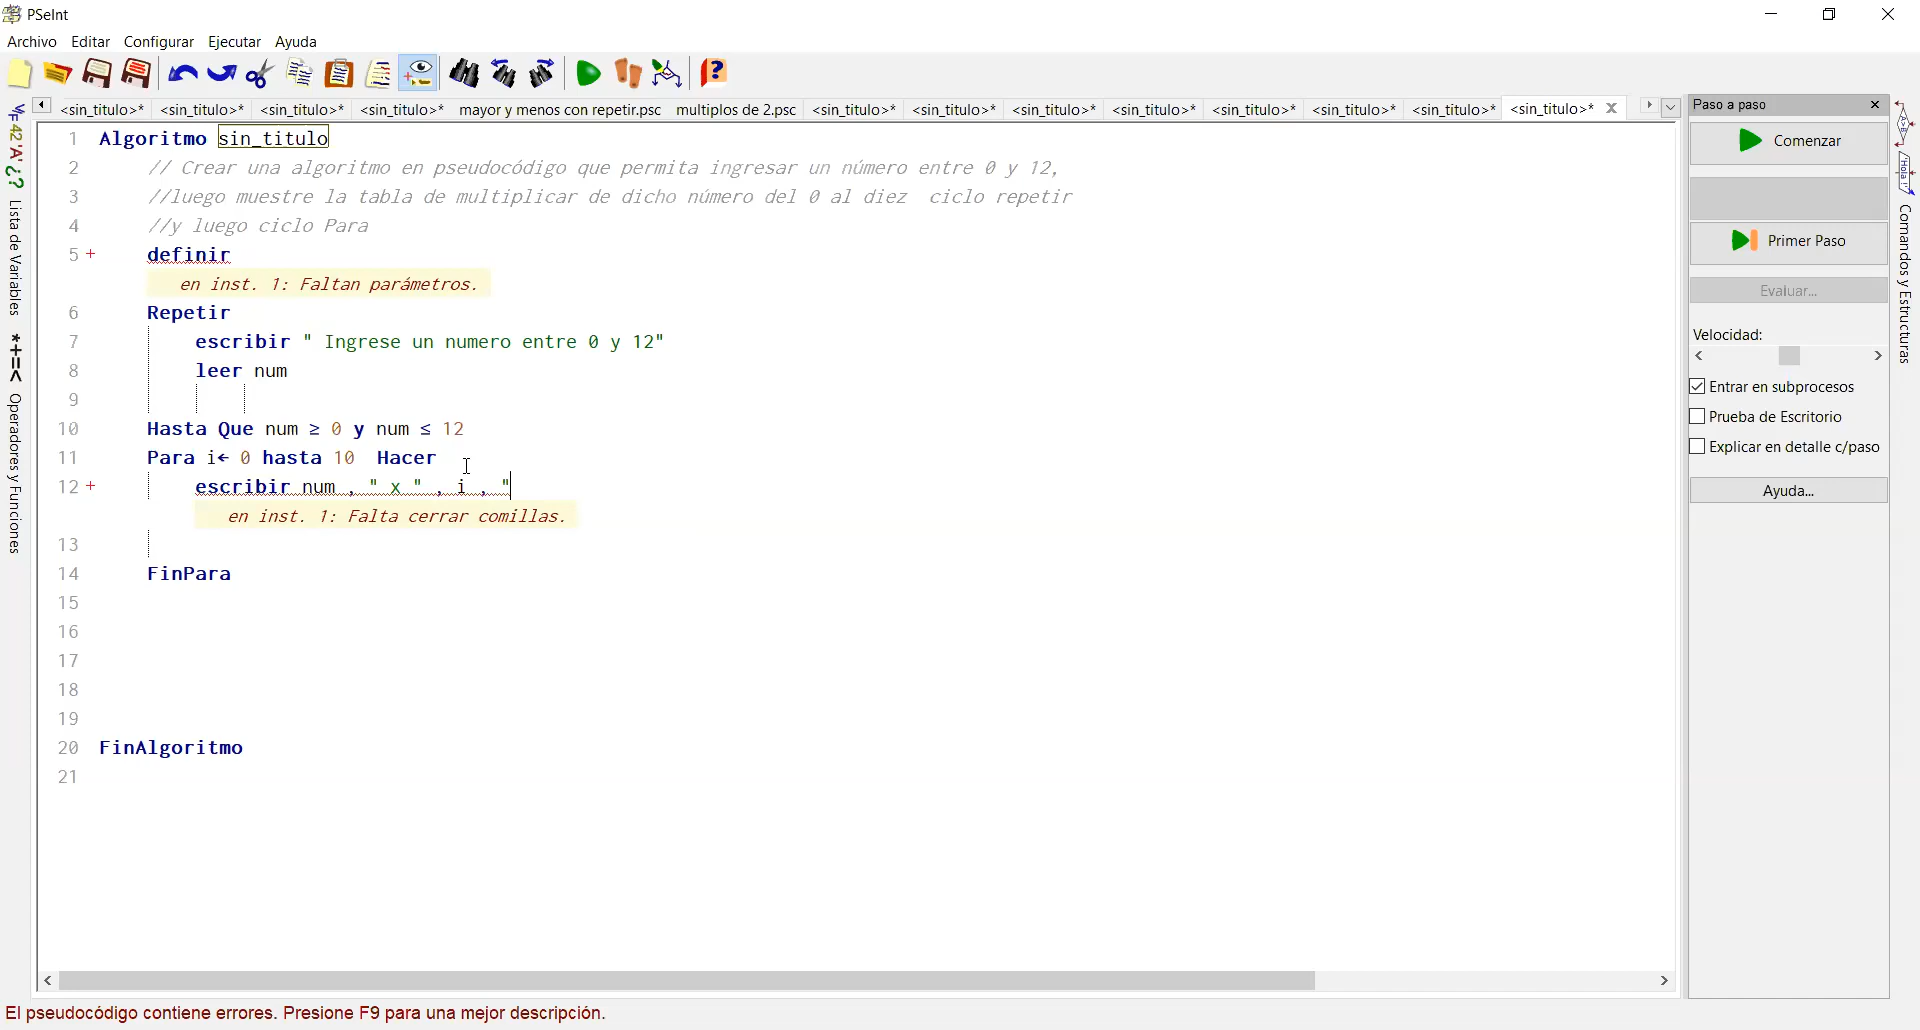 PSeInt
Archivo Editar Configurar Ejecutar Ayuda
<sin_titulo>* <sin_titulo>* <sin_titulo>* <sin_titulo>* mayor y menos con repetir.psc multiplos de 2.psc <sin_titulo>* <sin_titulo>* <sin_titulo>* <sin_titulo>* <sin_titulo>* <sin_titulo>* <sin_titulo>* <sin_titulo>*
1 Algoritmo sin_titulo
2 // Crear una algoritmo en pseudocódigo que permita ingresar un número entre 0 y 12,
3 //luego muestre la tabla de multiplicar de dicho número del 0 al diez ciclo repetir
4 //y luego ciclo Para
5 + definir
en inst. 1: Faltan parámetros.
6 Repetir
7 escribir " Ingrese un numero entre 0 y 12"
8 leer num
9
10 Hasta Que num ≥ 0 y num ≤ 12
11 Para i← 0 hasta 10 Hacer
12 + escribir num , " x " , i , "
en inst. 1: Falta cerrar comillas.
13
14 FinPara
15
16
17
18
19
20 FinAlgoritmo
21
El pseudocódigo contiene errores. Presione F9 para una mejor descripción.
Lista de Variables
*+=< Operadores y Funciones
Paso a paso
Comenzar
Primer Paso
Evaluar...
Velocidad:
Entrar en subprocesos
Prueba de Escritorio
Explicar en detalle c/paso
Ayuda...
Comandos y Estructuras